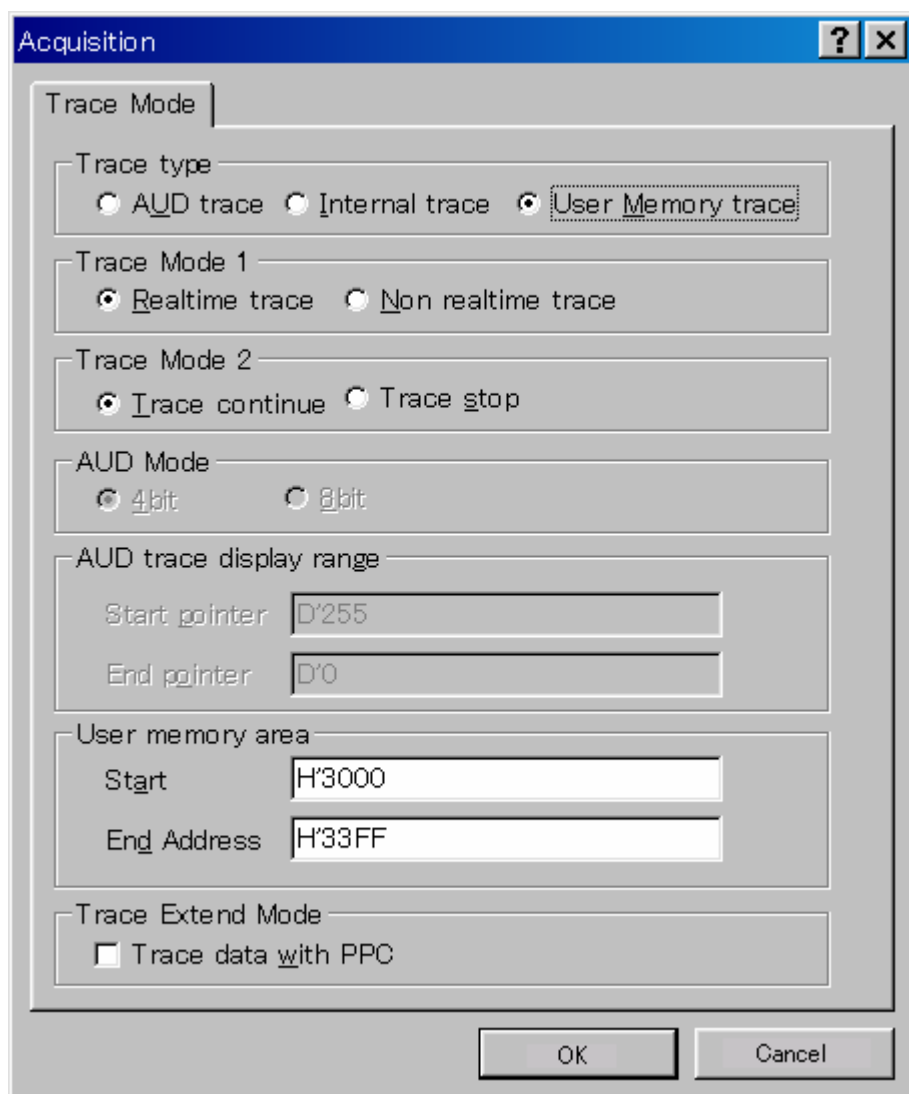 Acquisition
Trace Mode
Trace type
AUD trace Internal trace User Memory trace
Trace Mode 1
Realtime trace Non realtime trace
Trace Mode 2
Trace continue Trace stop
AUD Mode
4bit 8bit
AUD trace display range
Start pointer D'255
End pointer D'0
User memory area
Start H'3000
End Address H'33FF
Trace Extend Mode
Trace data with PPC
OK Cancel